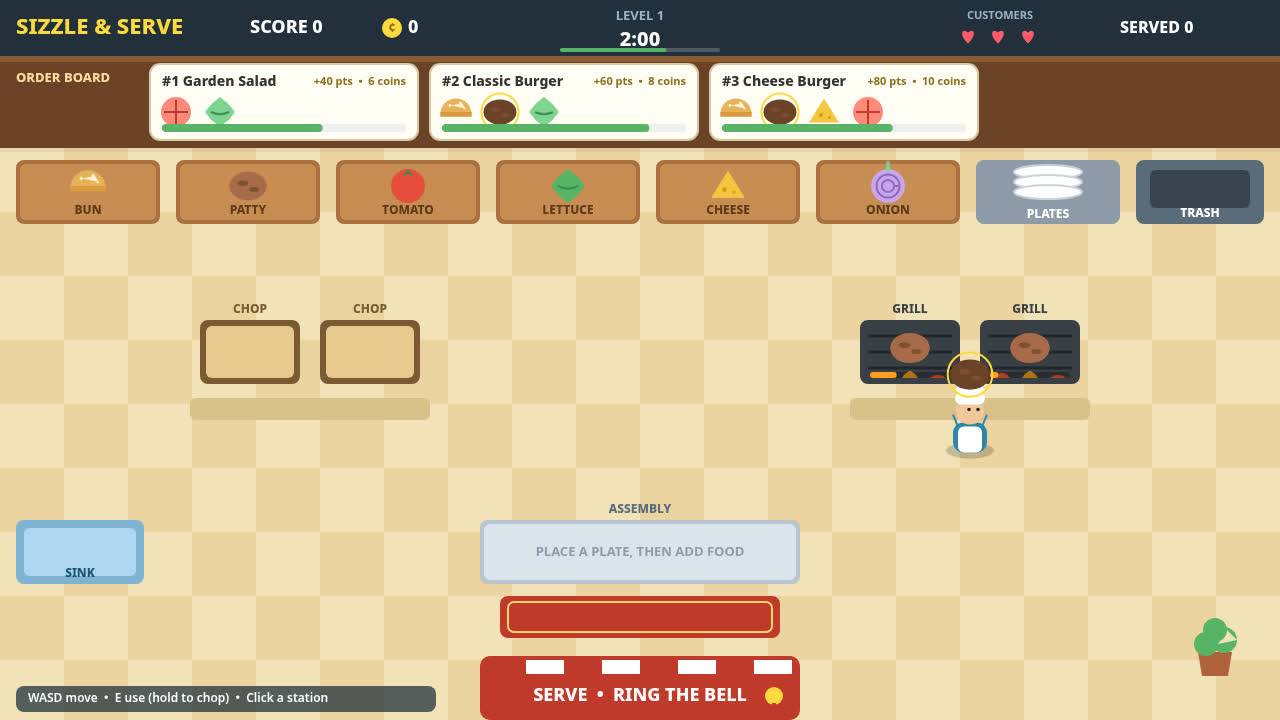 SIZZLE & SERVE
SCORE 0
¢ 0
LEVEL 1
2:00
CUSTOMERS
SERVED 0
ORDER BOARD
#1 Garden Salad
+40 pts • 6 coins
#2 Classic Burger
+60 pts • 8 coins
#3 Cheese Burger
+80 pts • 10 coins
BUN
PATTY
TOMATO
LETTUCE
CHEESE
ONION
PLATES
TRASH
CHOP
CHOP
GRILL
GRILL
ASSEMBLY
PLACE A PLATE, THEN ADD FOOD
SINK
SERVE • RING THE BELL
WASD move • E use (hold to chop) • Click a station